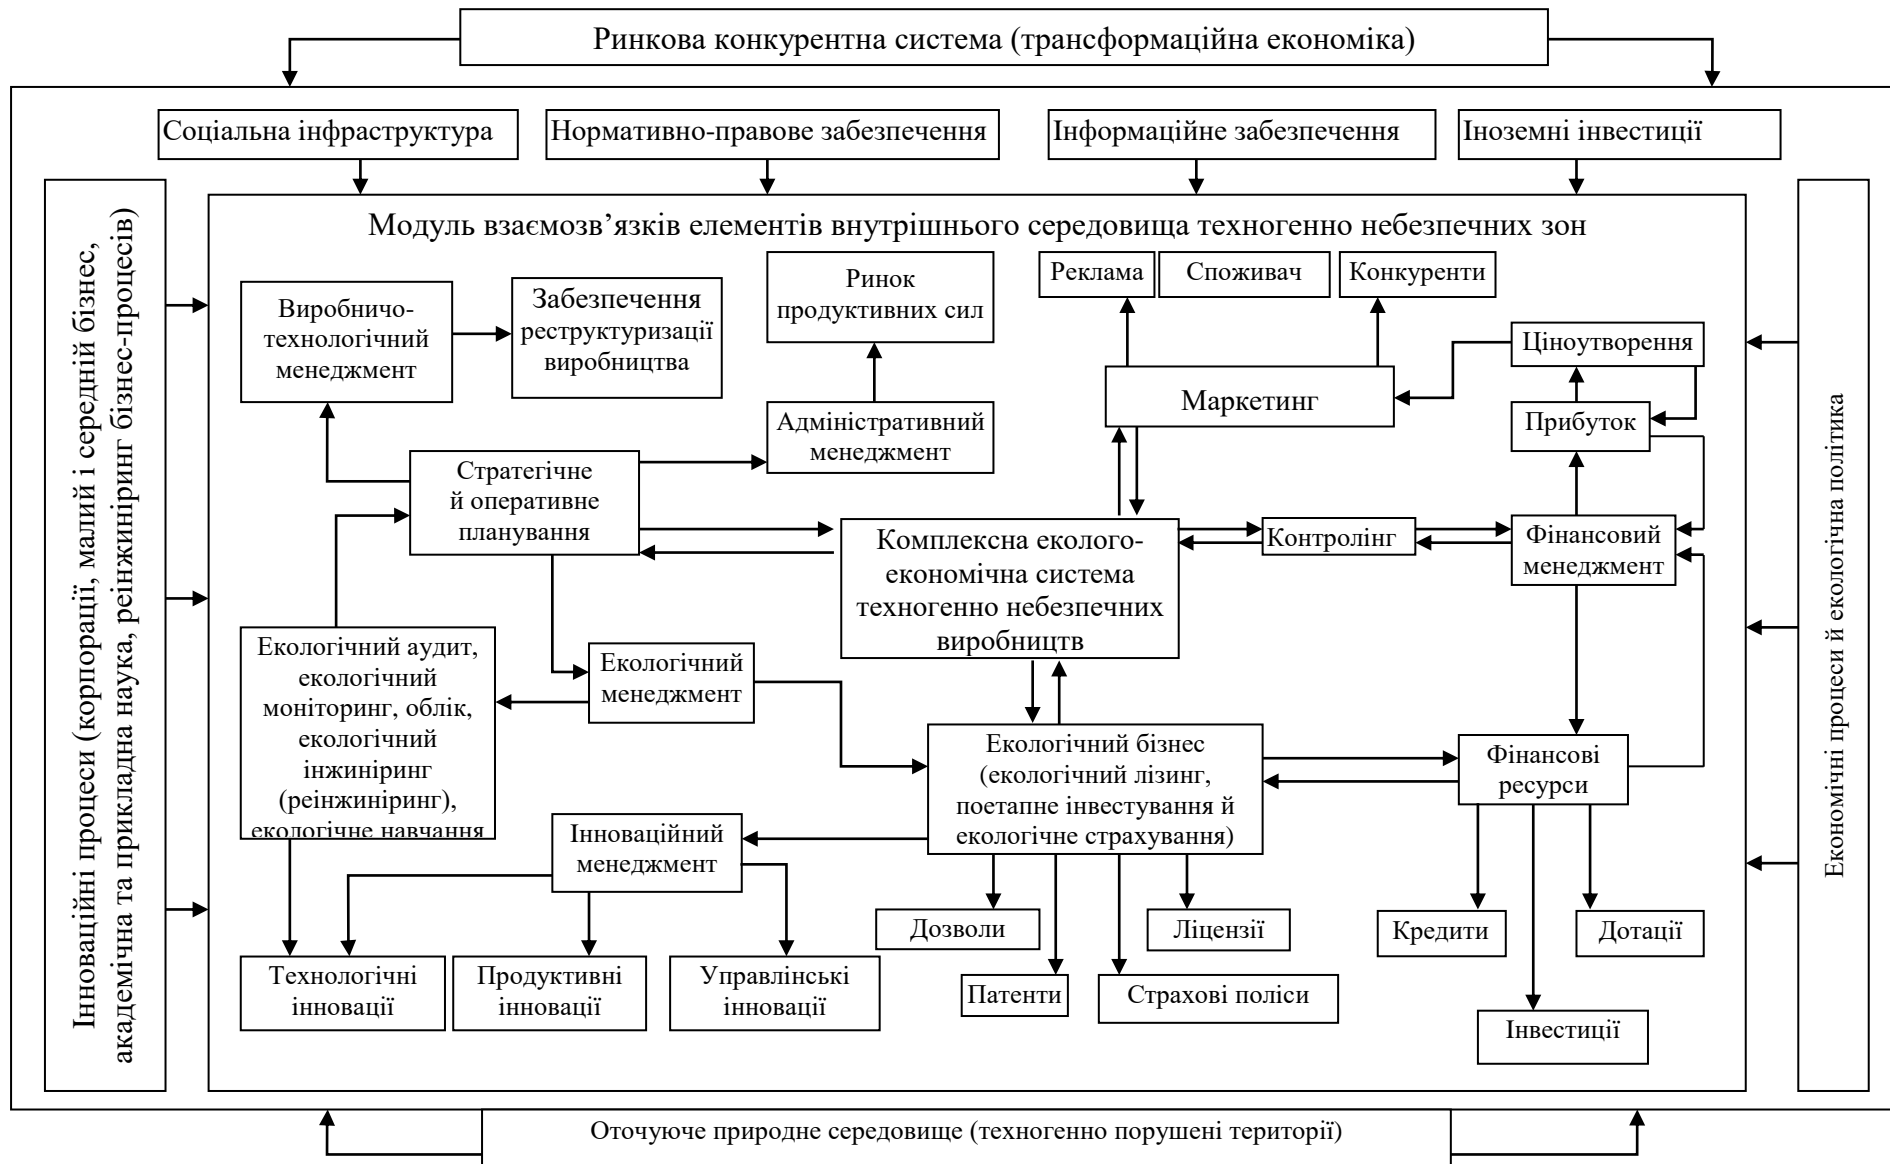 Ринкова конкурентна система (трансформаційна економіка)
Соціальна інфраструктура
Нормативно-правове забезпечення
Інформаційне забезпечення
Іноземні інвестиції
Інноваційні процеси (корпорації, малий і середній бізнес,
академічна та прикладна наука, реінжиніринг бізнес-процесів)
Модуль взаємозв’язків елементів внутрішнього середовища техногенно небезпечних зон
Виробничо-
технологічний
менеджмент
Забезпечення
реструктуризації
виробництва
Ринок
продуктивних сил
Реклама
Споживач
Конкуренти
Ціноутворення
Маркетинг
Прибуток
Адміністративний
менеджмент
Стратегічне
й оперативне
планування
Комплексна еколого-
економічна система
техногенно небезпечних
виробництв
Контролінг
Фінансовий
менеджмент
Екологічний аудит,
екологічний
моніторинг, облік,
екологічний
інжиніринг
(реінжиніринг),
екологічне навчання
Екологічний
менеджмент
Екологічний бізнес
(екологічний лізинг,
поетапне інвестування й
екологічне страхування)
Фінансові
ресурси
Інноваційний
менеджмент
Дозволи
Ліцензії
Кредити
Дотації
Технологічні
інновації
Продуктивні
інновації
Управлінські
інновації
Патенти
Страхові поліси
Інвестиції
Економічні процеси й екологічна політика
Оточуюче природне середовище (техногенно порушені території)